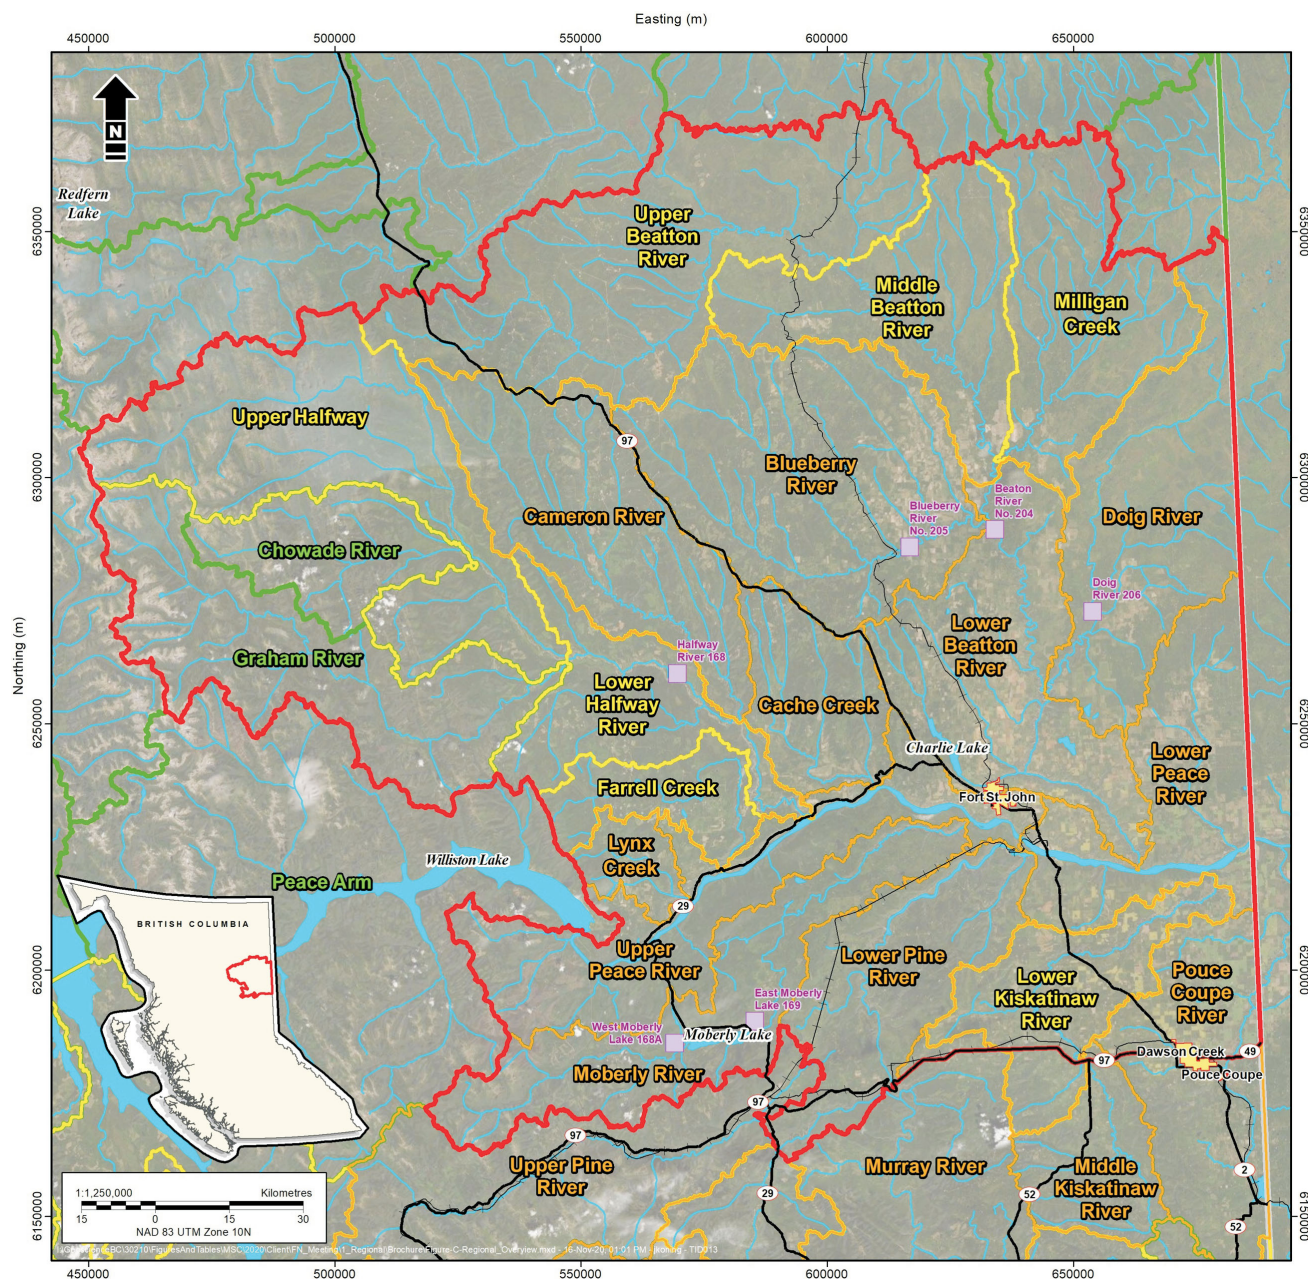 Easting (m)
450000
500000
550000
600000
650000
N
Redfern
Lake
6350000
6350000
Upper
Beatton
River
Middle
Beatton
River
Milligan
Creek
Upper Halfway
97
Blueberry
River
6300000
6300000
Cameron River
Blueberry
River
No. 205
Beaton
River
No. 204
Doig River
Chowade River
Doig
River 206
Northing (m)
Northing (m)
Graham River
Halfway
River 168
Lower
Beatton
River
Lower
Halfway
River
Cache Creek
6250000
6250000
Charlie Lake
Lower
Peace
River
Farrell Creek
Fort St. John
Lynx
Creek
Williston Lake
Peace Arm
29
BRITISH COLUMBIA
Upper
Peace River
Lower Pine
River
6200000
6200000
Lower
Kiskatinaw
River
Pouce
Coupe
River
East Moberly
Lake 169
West Moberly
Lake 168A
Moberly Lake
Dawson Creek
49
97
Pouce Coupe
Moberly River
97
97
Upper Pine
River
Murray River
Middle
Kiskatinaw
River
2
29
52
52
6150000
6150000
1:1,250,000
Kilometres
15
0
15
30
NAD 83 UTM Zone 10N
450000
500000
550000
600000
650000